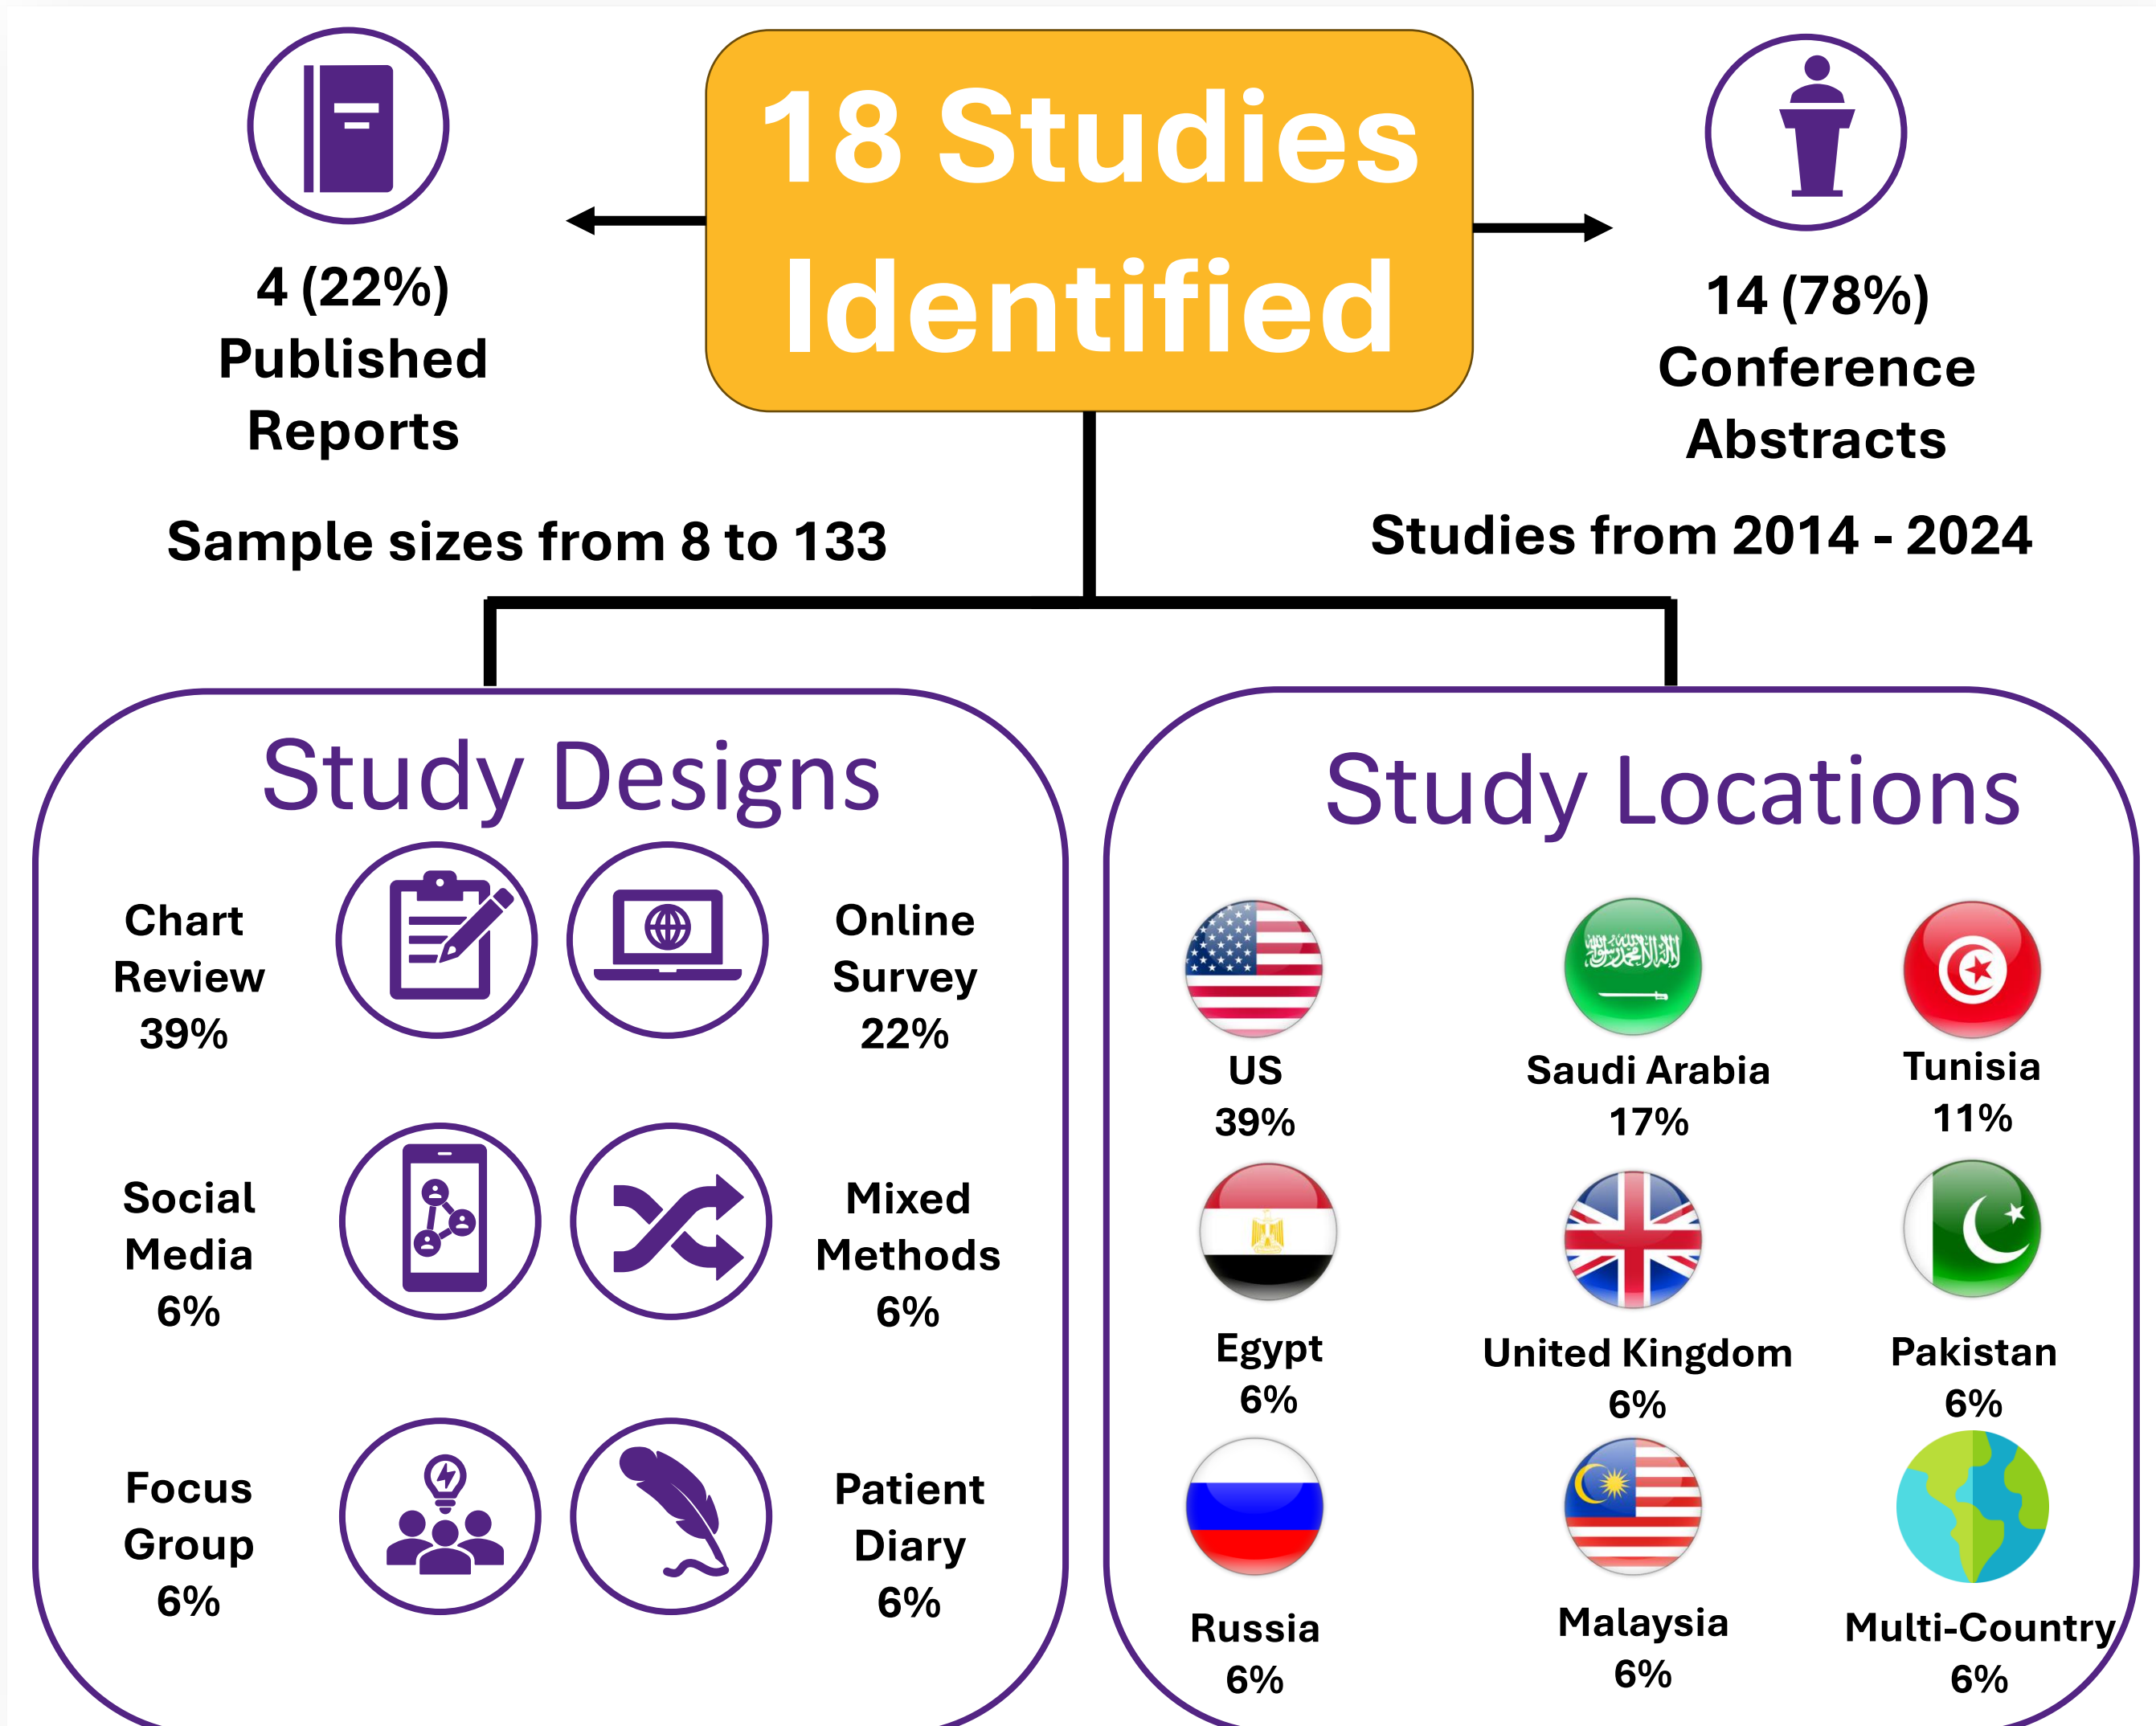 18 Studies
Identified
4 (22%)
Published
Reports
14 (78%)
Conference
Abstracts
Sample sizes from 8 to 133
Studies from 2014 - 2024
Study Designs
Chart
Review
39%
Online
Survey
22%
Social
Media
6%
Mixed
Methods
6%
Focus
Group
6%
Patient
Diary
6%
Study Locations
US
39%
Saudi Arabia
17%
Tunisia
11%
Egypt
6%
United Kingdom
6%
Pakistan
6%
Russia
6%
Malaysia
6%
Multi-Country
6%